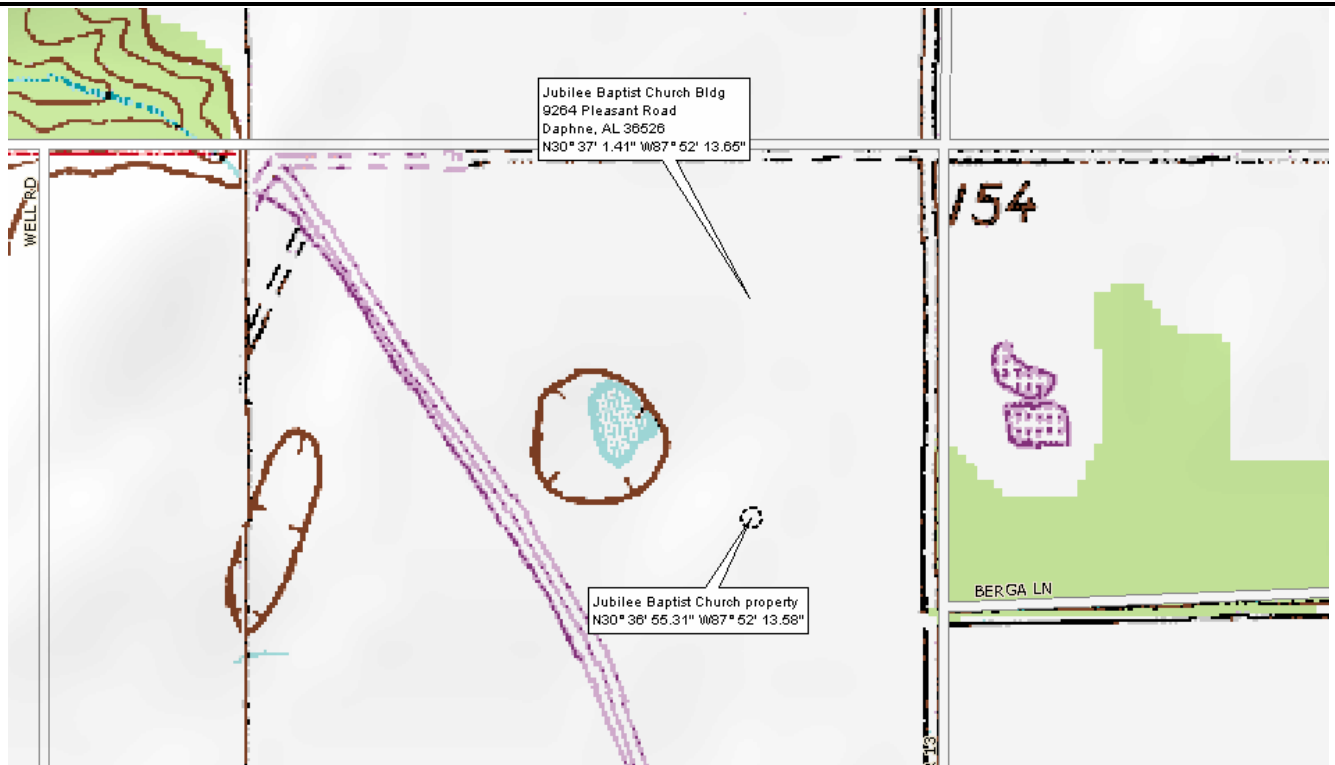 Jubilee Baptist Church Bldg
9264 Pleasant Road
Daphne, AL 36526
N30° 37' 1.41" W87° 52' 13.65"
WELL RD
154
Jubilee Baptist Church property
N30° 36' 55.31" W87° 52' 13.58"
BERGA LN
13